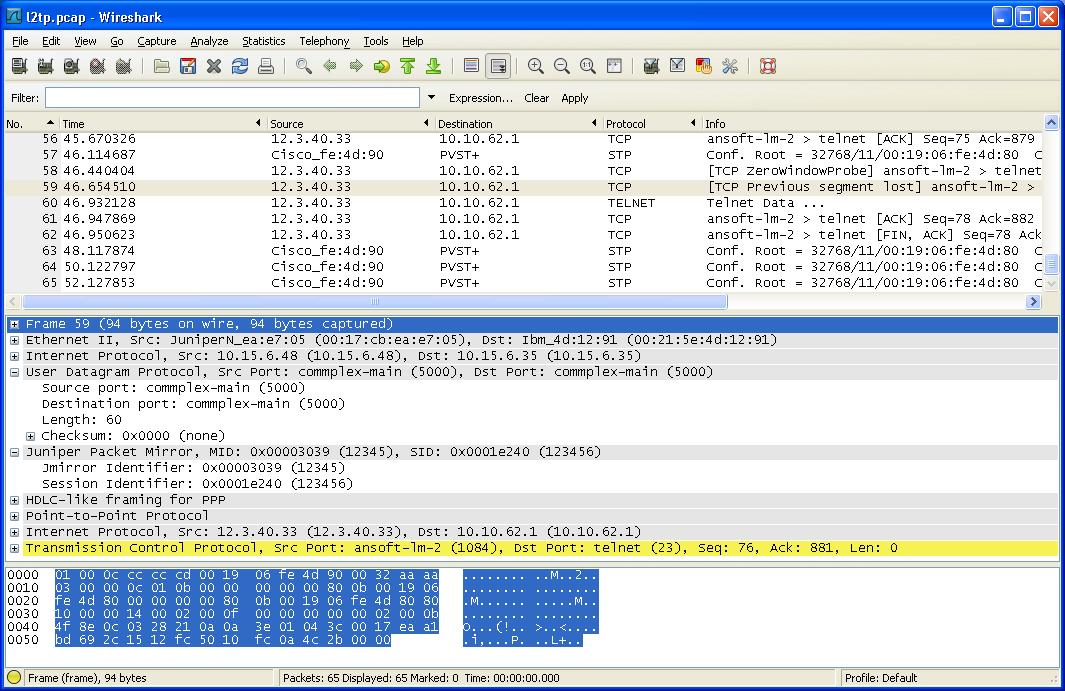 l2tp.pcap - Wireshark
File Edit View Go Capture Analyze Statistics Telephony Tools Help
Filter: Expression... Clear Apply
No. Time Source Destination Protocol Info
56 45.670326 12.3.40.33 10.10.62.1 TCP ansoft-lm-2 > telnet [ACK] Seq=75 Ack=879
57 46.114687 Cisco_fe:4d:90 PVST+ STP Conf. Root = 32768/11/00:19:06:fe:4d:80 C
58 46.440404 12.3.40.33 10.10.62.1 TCP [TCP ZeroWindowProbe] ansoft-lm-2 > telnet
59 46.654510 12.3.40.33 10.10.62.1 TCP [TCP Previous segment lost] ansoft-lm-2 >
60 46.932128 12.3.40.33 10.10.62.1 TELNET Telnet Data ...
61 46.947869 12.3.40.33 10.10.62.1 TCP ansoft-lm-2 > telnet [ACK] Seq=78 Ack=882
62 46.950623 12.3.40.33 10.10.62.1 TCP ansoft-lm-2 > telnet [FIN, ACK] Seq=78 Ack
63 48.117874 Cisco_fe:4d:90 PVST+ STP Conf. Root = 32768/11/00:19:06:fe:4d:80 C
64 50.122797 Cisco_fe:4d:90 PVST+ STP Conf. Root = 32768/11/00:19:06:fe:4d:80 C
65 52.127853 Cisco_fe:4d:90 PVST+ STP Conf. Root = 32768/11/00:19:06:fe:4d:80 C
Frame 59 (94 bytes on wire, 94 bytes captured)
Ethernet II, Src: JuniperN_ea:e7:05 (00:17:cb:ea:e7:05), Dst: Ibm_4d:12:91 (00:21:5e:4d:12:91)
Internet Protocol, Src: 10.15.6.48 (10.15.6.48), Dst: 10.15.6.35 (10.15.6.35)
User Datagram Protocol, Src Port: commplex-main (5000), Dst Port: commplex-main (5000)
Source port: commplex-main (5000)
Destination port: commplex-main (5000)
Length: 60
Checksum: 0x0000 (none)
Juniper Packet Mirror, MID: 0x00003039 (12345), SID: 0x0001e240 (123456)
Jmirror Identifier: 0x00003039 (12345)
Session Identifier: 0x0001e240 (123456)
HDLC-like framing for PPP
Point-to-Point Protocol
Internet Protocol, Src: 12.3.40.33 (12.3.40.33), Dst: 10.10.62.1 (10.10.62.1)
Transmission Control Protocol, Src Port: ansoft-lm-2 (1084), Dst Port: telnet (23), Seq: 76, Ack: 881, Len: 0
0000 01 00 0c cc cc cd 00 19 06 fe 4d 90 00 32 aa aa ........ ..M..2..
0010 03 00 00 0c 01 0b 00 00 00 00 00 80 0b 00 19 06 ........ ........
0020 fe 4d 80 00 00 00 00 80 0b 00 19 06 fe 4d 80 80 .M...... .....M..
0030 10 00 00 14 00 02 00 0f 00 00 00 00 02 00 0b ........ .......
0040 4f 8e 0c 03 28 21 0a 0a 3e 01 04 3c 00 17 ea a1 O...(!.. >..<....
0050 bd 69 2c 15 12 fc 50 10 fc 0a 4c 2b 00 00 .i,...P. ..L+..
Frame (frame), 94 bytes Packets: 65 Displayed: 65 Marked: 0 Time: 00:00:00.000 Profile: Default